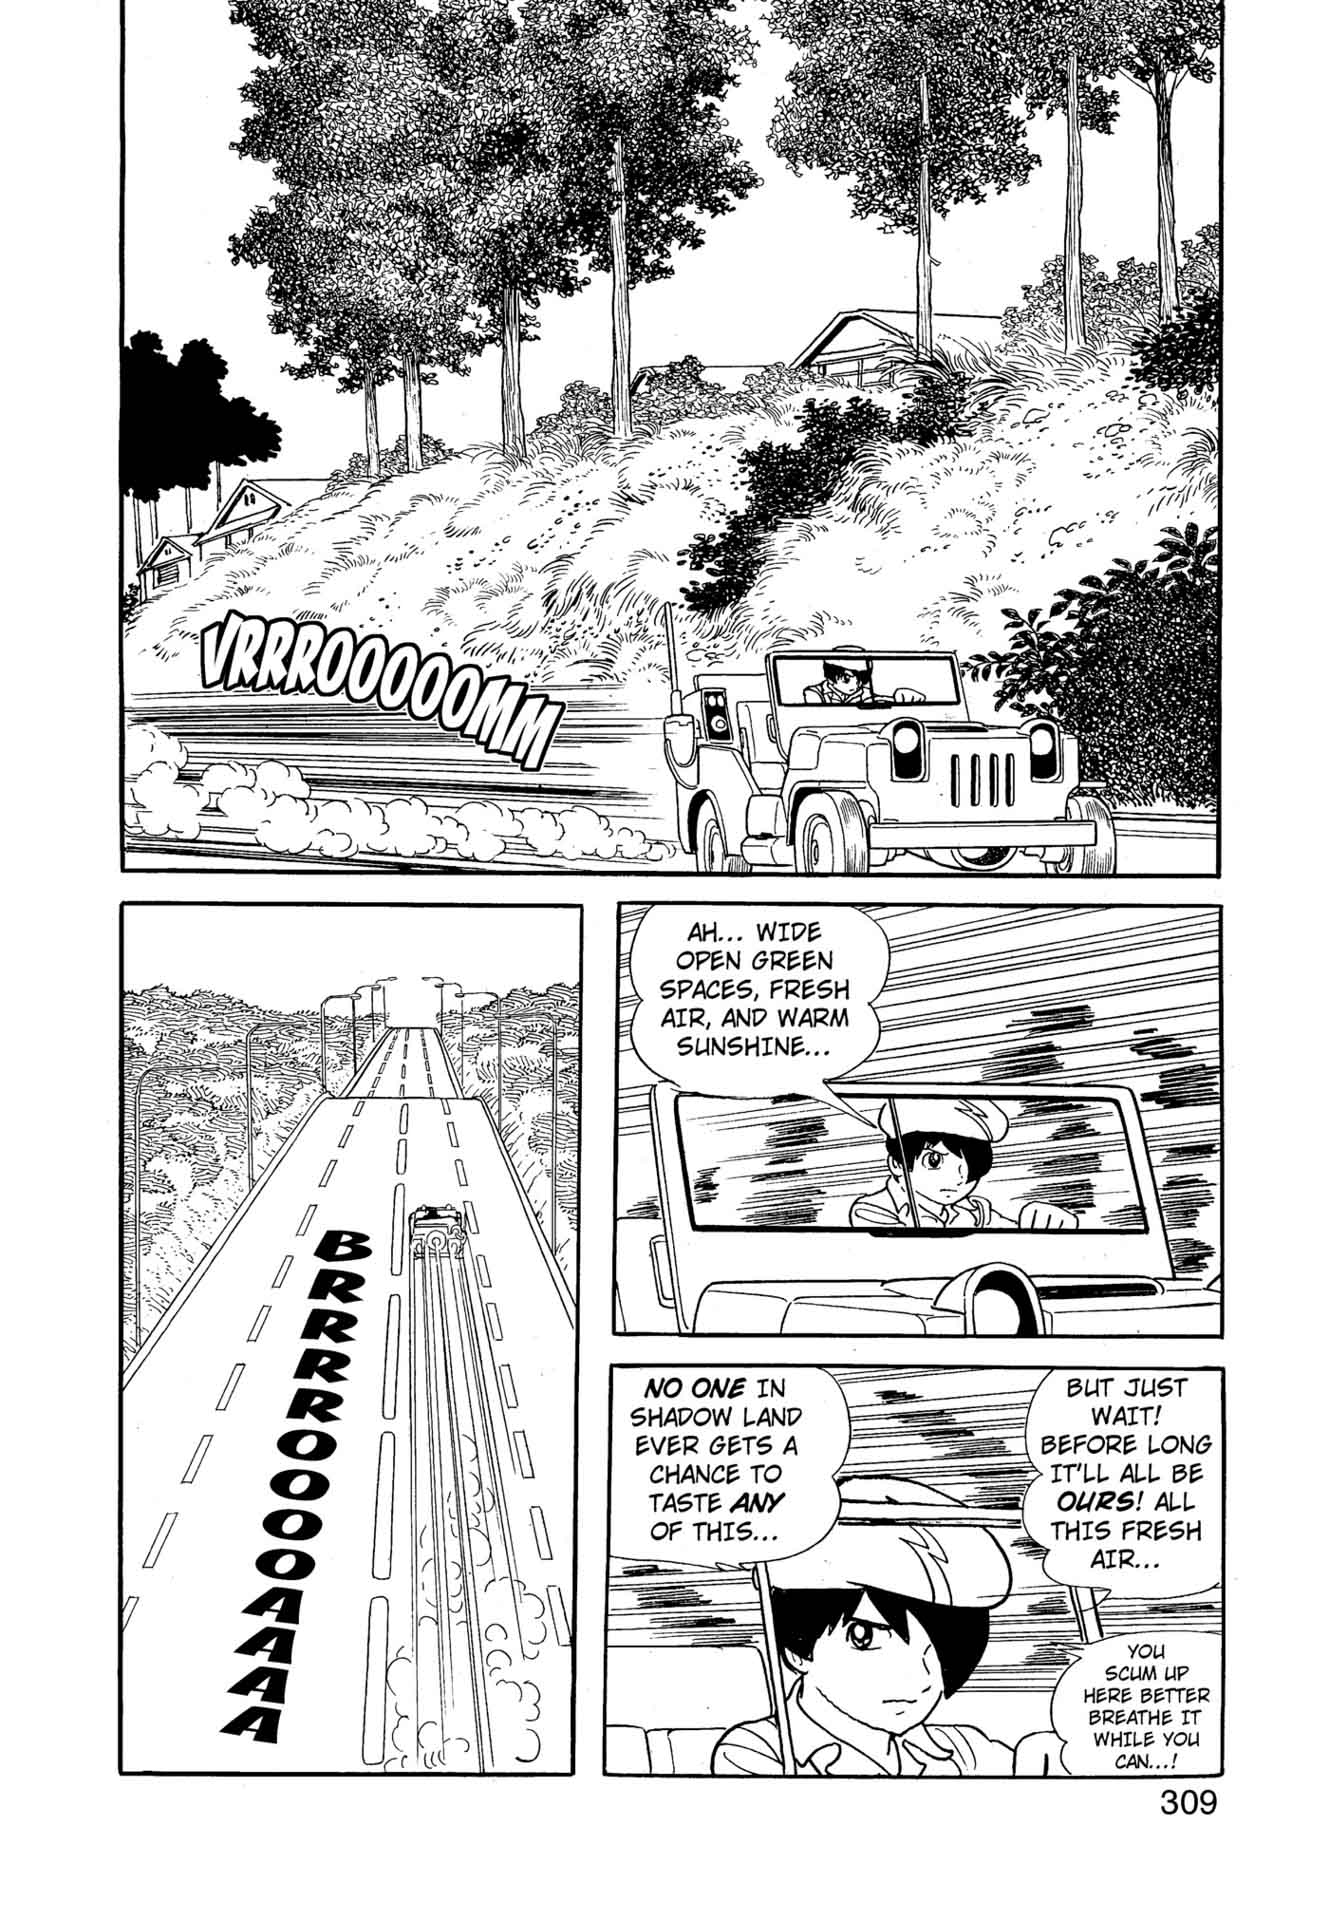 VRRROOOOOMM
AH... WIDE
OPEN GREEN
SPACES, FRESH
AIR, AND WARM
SUNSHINE...
BRRRROOOOAAAA
NO ONE IN
SHADOW LAND
EVER GETS A
CHANCE TO
TASTE ANY
OF THIS...
BUT JUST
WAIT!
BEFORE LONG
IT'LL ALL BE
OURS! ALL
THIS FRESH
AIR...
YOU
SCUM UP
HERE BETTER
BREATHE IT
WHILE YOU
CAN...!
309